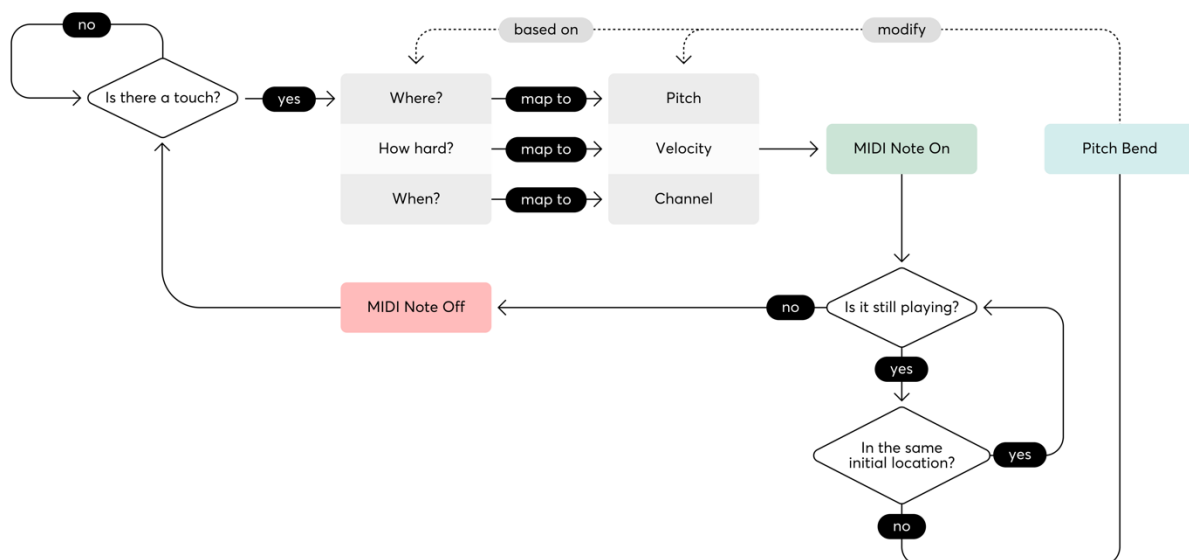 no
based on
modify
Is there a touch?
yes
Where?
map to
Pitch
How hard?
map to
Velocity
MIDI Note On
Pitch Bend
When?
map to
Channel
MIDI Note Off
no
Is it still playing?
yes
In the same
initial location?
yes
no